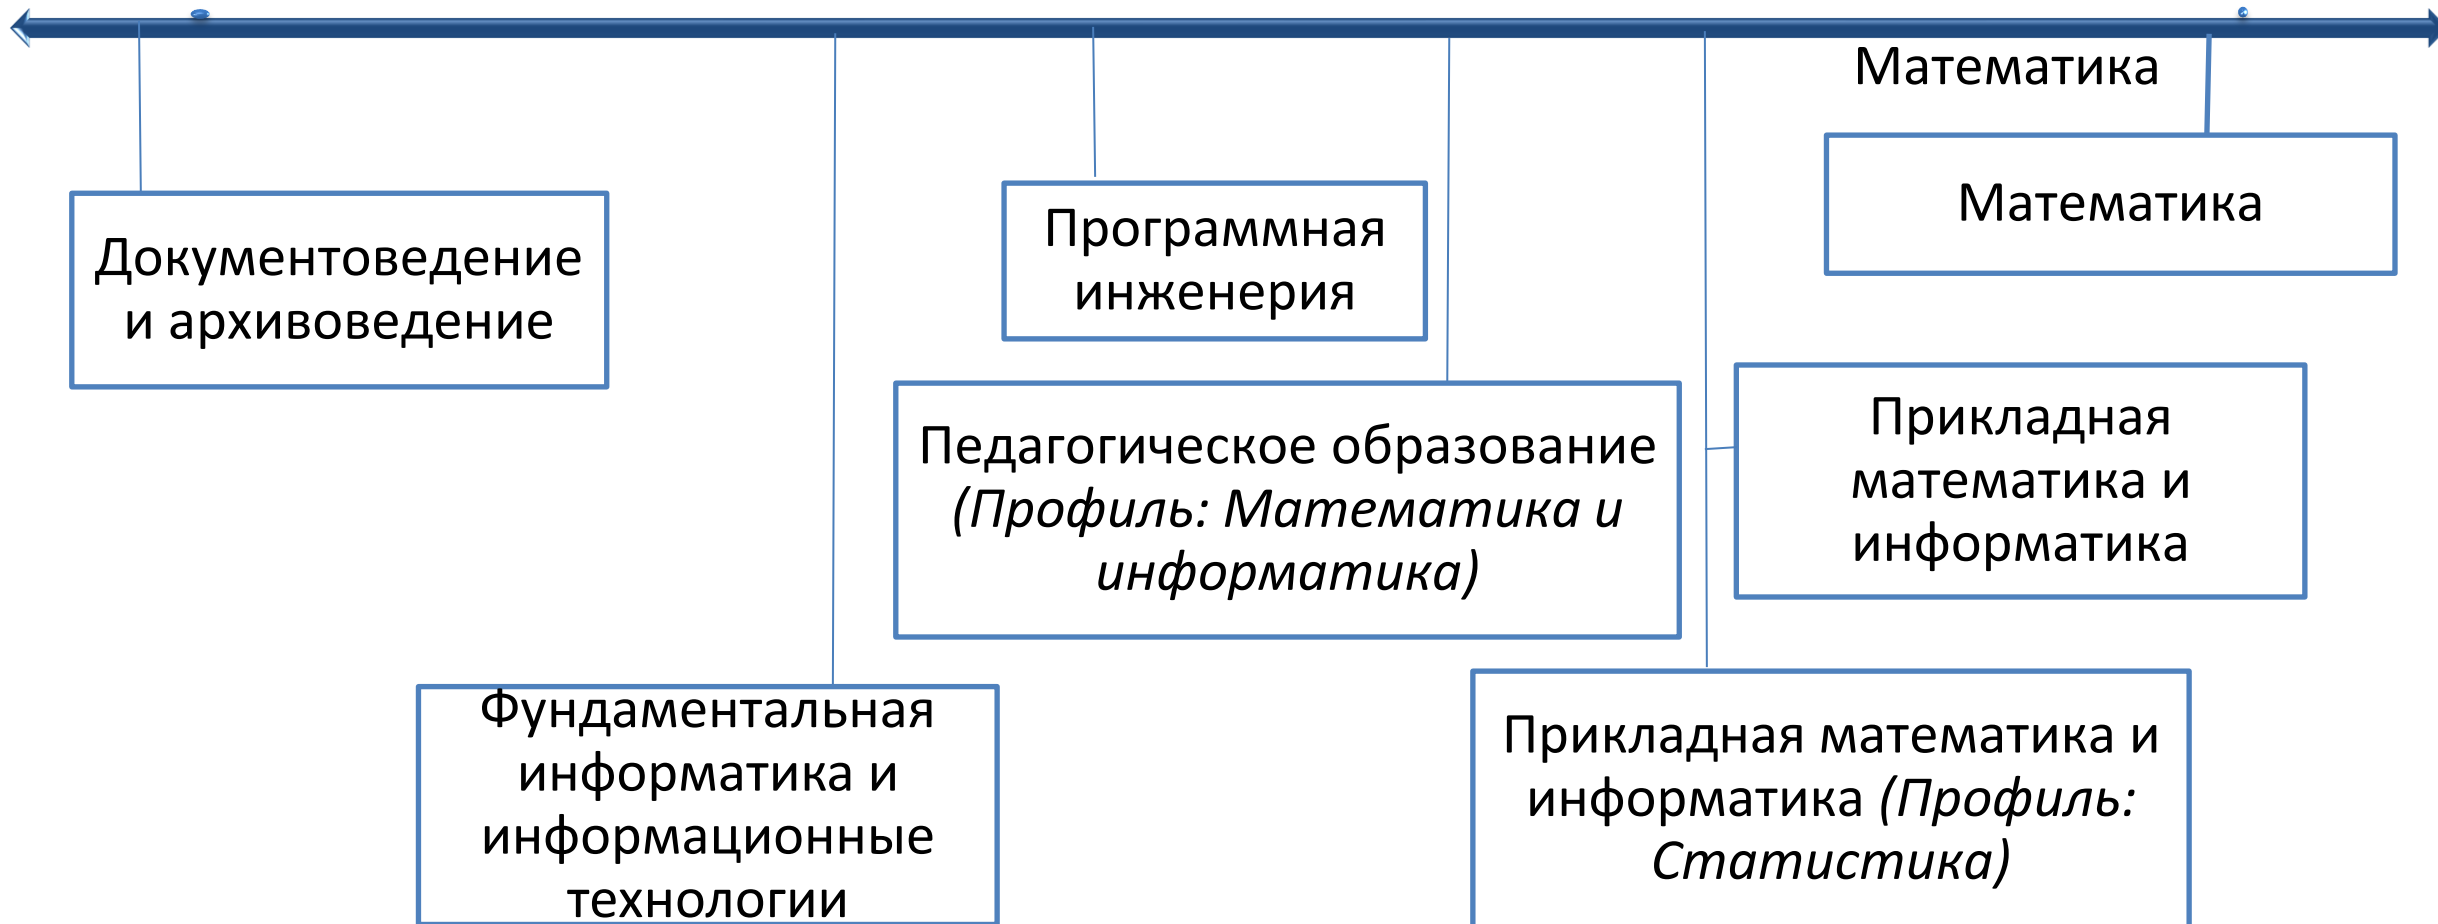 Математика
Математика
Документоведение
и архивоведение
Программная
инженерия
Педагогическое образование
(Профиль: Математика и
информатика)
Прикладная
математика и
информатика
Фундаментальная
информатика и
информационные
технологии
Прикладная математика и
информатика (Профиль:
Статистика)